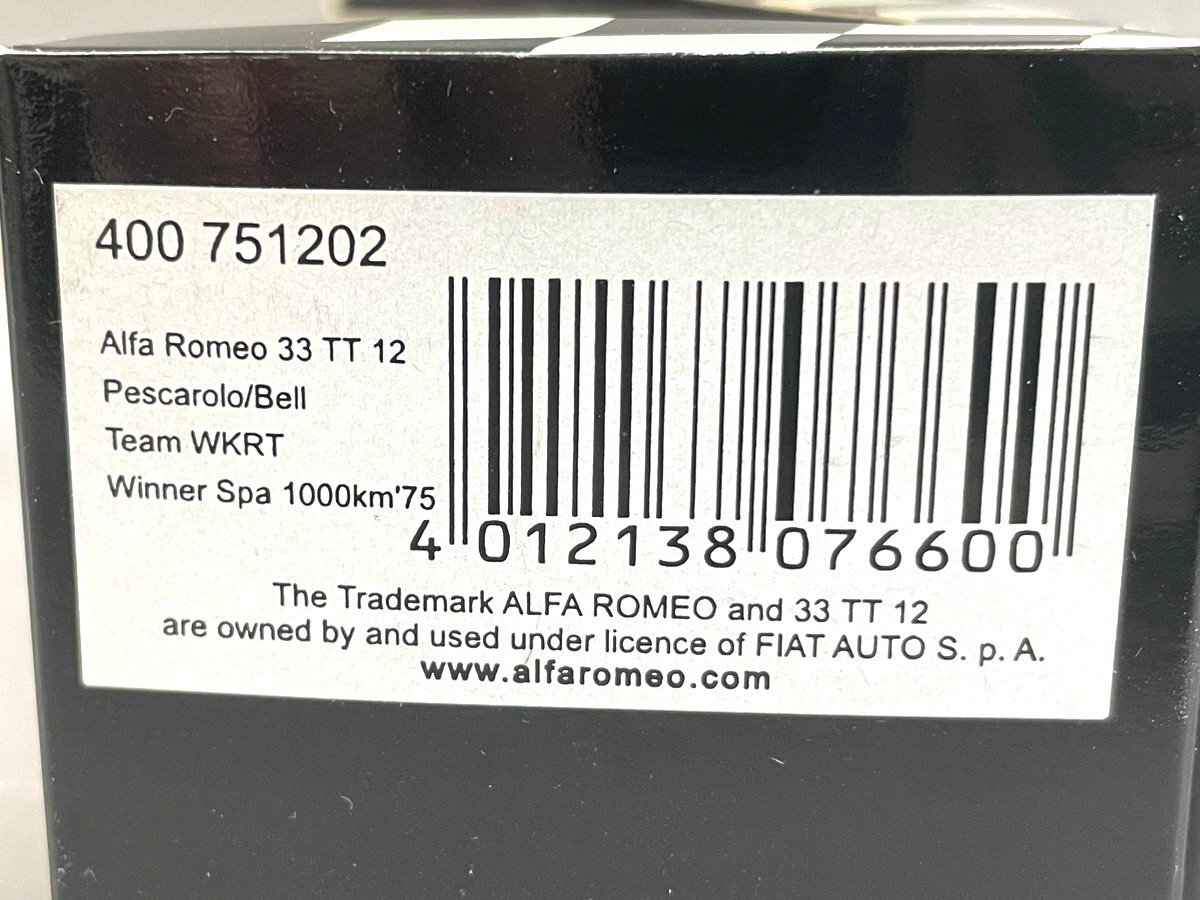 400 751202
Alfa Romeo 33 TT 12
Pescarolo/Bell
Team WKRT
Winner Spa 1000km'75
4 012138 076600
The Trademark ALFA ROMEO and 33 TT 12
are owned by and used under licence of FIAT AUTO S. p. A.
www.alfaromeo.com